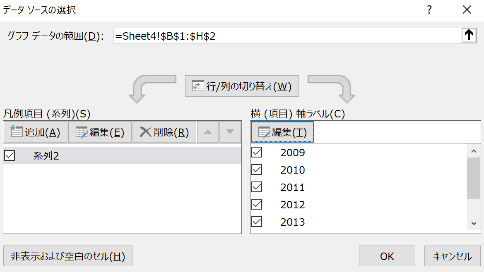 データ ソースの選択 ? ×
グラフ データの範囲(D): =Sheet4!$B$1:$H$2
行/列の切り替え(W)
凡例項目 (系列)(S)
追加(A) 編集(E) 削除(R)
系列2
横 (項目) 軸ラベル(C)
編集(T)
2009
2010
2011
2012
2013
非表示および空白のセル(H) OK キャンセル